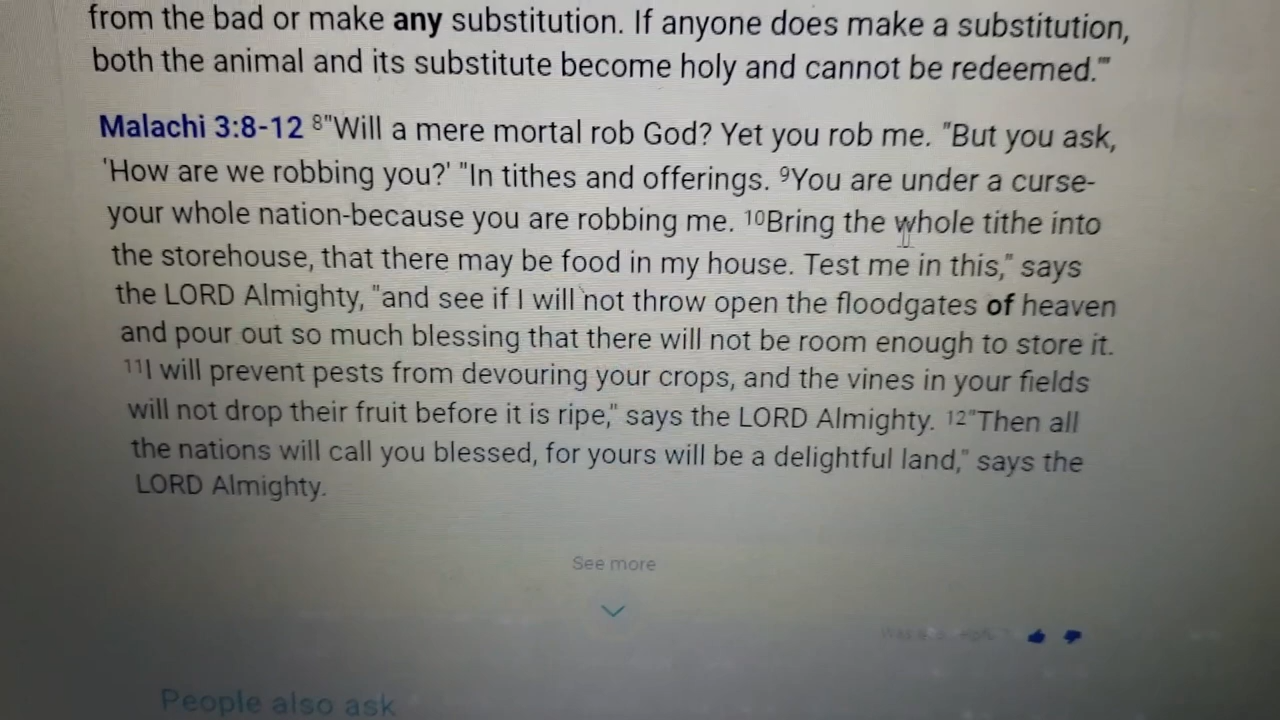 from the bad or make any substitution. If anyone does make a substitution,
both the animal and its substitute become holy and cannot be redeemed.'"
Malachi 3:8-12 8"Will a mere mortal rob God? Yet you rob me. "But you ask,
'How are we robbing you?' "In tithes and offerings. 9You are under a curse-
your whole nation-because you are robbing me. 10Bring the whole tithe into
the storehouse, that there may be food in my house. Test me in this," says
the LORD Almighty, "and see if I will not throw open the floodgates of heaven
and pour out so much blessing that there will not be room enough to store it.
11I will prevent pests from devouring your crops, and the vines in your fields
will not drop their fruit before it is ripe," says the LORD Almighty. 12"Then all
the nations will call you blessed, for yours will be a delightful land," says the
LORD Almighty.
See more
People also ask